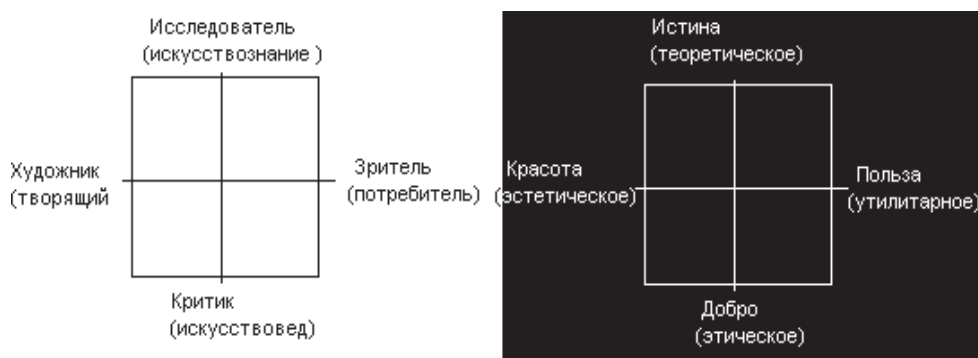 Исследователь
(искусствознание )
Художник
(творящий
Зритель
(потребитель)
Критик
(искусствовед)
Истина
(теоретическое)
Красота
(эстетическое)
Польза
(утилитарное)
Добро
(этическое)